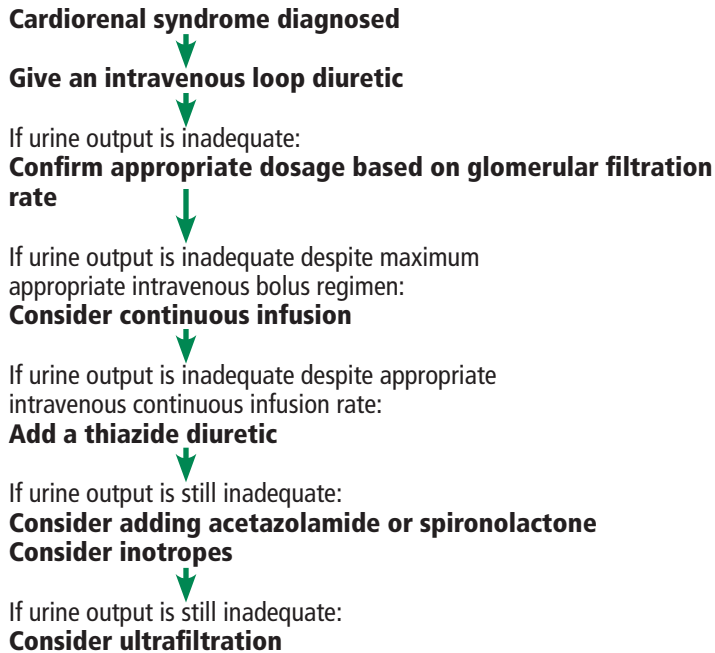 Cardiorenal syndrome diagnosed
Give an intravenous loop diuretic
If urine output is inadequate:
Confirm appropriate dosage based on glomerular filtration
rate
If urine output is inadequate despite maximum
appropriate intravenous bolus regimen:
Consider continuous infusion
If urine output is inadequate despite appropriate
intravenous continuous infusion rate:
Add a thiazide diuretic
If urine output is still inadequate:
Consider adding acetazolamide or spironolactone
Consider inotropes
If urine output is still inadequate:
Consider ultrafiltration